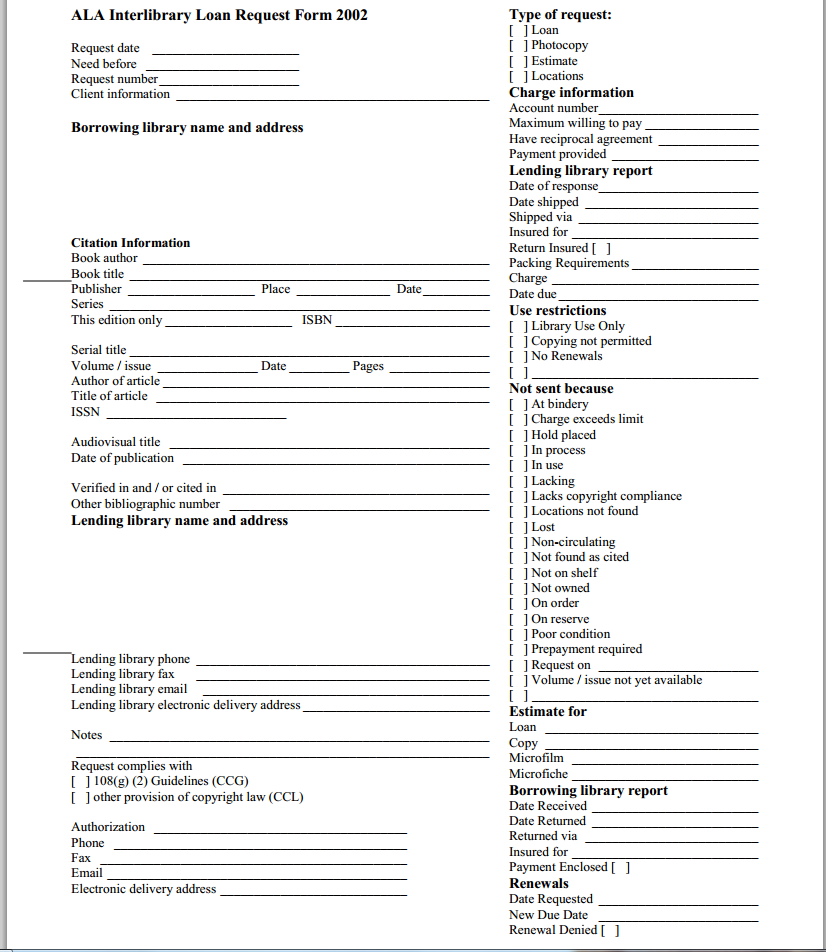 ALA Interlibrary Loan Request Form 2002
Request date
Need before
Request number
Client information
Borrowing library name and address
Citation Information
Book author
Book title
Publisher Place Date
Series
This edition only ISBN
Serial title
Volume / issue Date Pages
Author of article
Title of article
ISSN
Audiovisual title
Date of publication
Verified in and / or cited in
Other bibliographic number
Lending library name and address
Lending library phone
Lending library fax
Lending library email
Lending library electronic delivery address
Notes
Request complies with
[ ] 108(g) (2) Guidelines (CCG)
[ ] other provision of copyright law (CCL)
Authorization
Phone
Fax
Email
Electronic delivery address
Type of request:
[ ] Loan
[ ] Photocopy
[ ] Estimate
[ ] Locations
Charge information
Account number
Maximum willing to pay
Have reciprocal agreement
Payment provided
Lending library report
Date of response
Date shipped
Shipped via
Insured for
Return Insured [ ]
Packing Requirements
Charge
Date due
Use restrictions
[ ] Library Use Only
[ ] Copying not permitted
[ ] No Renewals
[ ]
Not sent because
[ ] At bindery
[ ] Charge exceeds limit
[ ] Hold placed
[ ] In process
[ ] In use
[ ] Lacking
[ ] Lacks copyright compliance
[ ] Locations not found
[ ] Lost
[ ] Non-circulating
[ ] Not found as cited
[ ] Not on shelf
[ ] Not owned
[ ] On order
[ ] On reserve
[ ] Poor condition
[ ] Prepayment required
[ ] Request on
[ ] Volume / issue not yet available
[ ]
Estimate for
Loan
Copy
Microfilm
Microfiche
Borrowing library report
Date Received
Date Returned
Returned via
Insured for
Payment Enclosed [ ]
Renewals
Date Requested
New Due Date
Renewal Denied [ ]